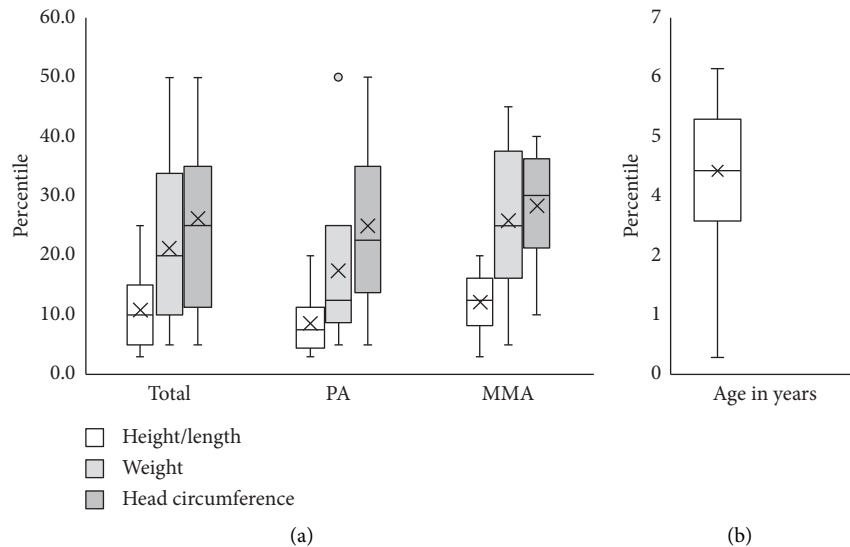 60.0
50.0
40.0
30.0
20.0
10.0
0.0
Percentile
Total PA MMA
Height/length
Weight
Head circumference
(a)
7
6
5
4
2
1
0
Percentile
Age in years
(b)